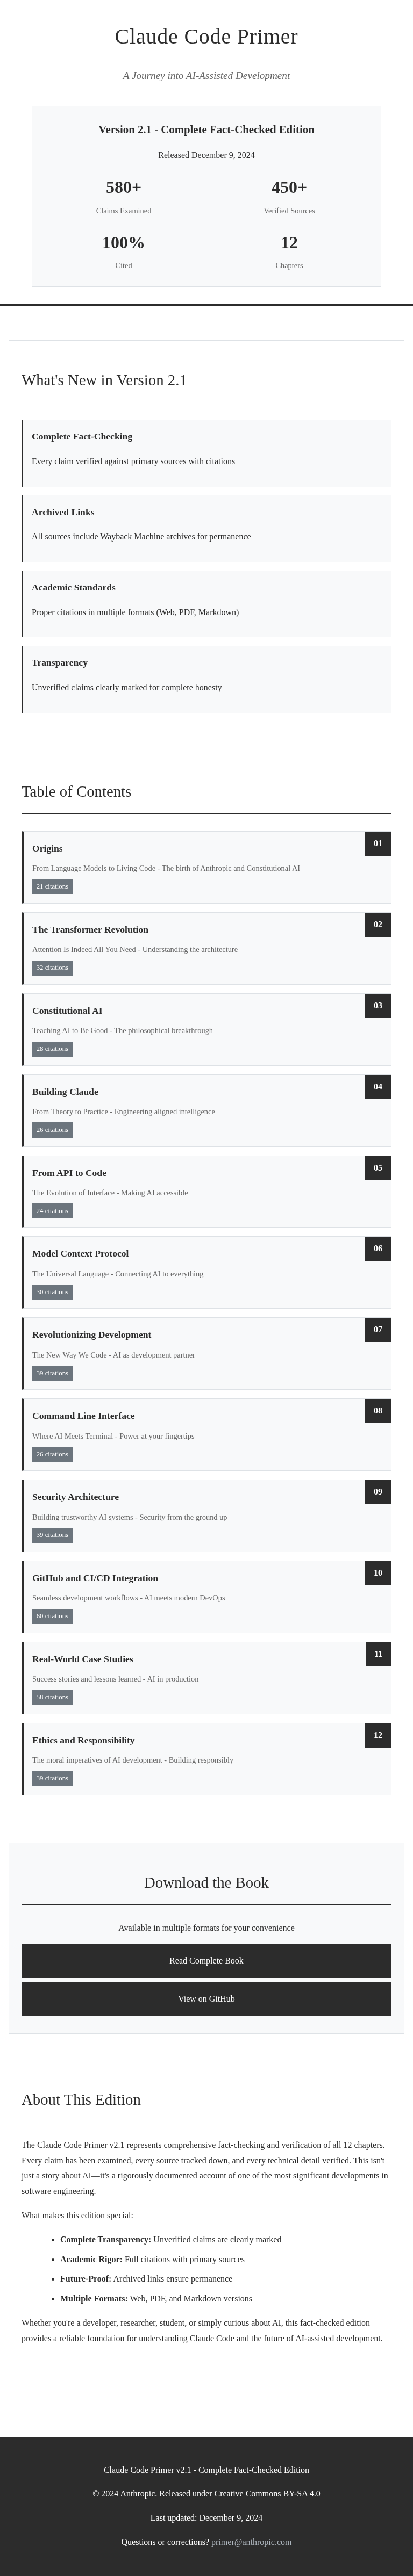 Claude Code Primer
A Journey into AI-Assisted Development
Version 2.1 - Complete Fact-Checked Edition
Released December 9, 2024
580+
Claims Examined
450+
Verified Sources
100%
Cited
12
Chapters
What's New in Version 2.1
Complete Fact-Checking
Every claim verified against primary sources with citations
Archived Links
All sources include Wayback Machine archives for permanence
Academic Standards
Proper citations in multiple formats (Web, PDF, Markdown)
Transparency
Unverified claims clearly marked for complete honesty
Table of Contents
01
Origins
From Language Models to Living Code - The birth of Anthropic and Constitutional AI
21 citations
02
The Transformer Revolution
Attention Is Indeed All You Need - Understanding the architecture
32 citations
03
Constitutional AI
Teaching AI to Be Good - The philosophical breakthrough
28 citations
04
Building Claude
From Theory to Practice - Engineering aligned intelligence
26 citations
05
From API to Code
The Evolution of Interface - Making AI accessible
24 citations
06
Model Context Protocol
The Universal Language - Connecting AI to everything
30 citations
07
Revolutionizing Development
The New Way We Code - AI as development partner
39 citations
08
Command Line Interface
Where AI Meets Terminal - Power at your fingertips
26 citations
09
Security Architecture
Building trustworthy AI systems - Security from the ground up
39 citations
10
GitHub and CI/CD Integration
Seamless development workflows - AI meets modern DevOps
60 citations
11
Real-World Case Studies
Success stories and lessons learned - AI in production
58 citations
12
Ethics and Responsibility
The moral imperatives of AI development - Building responsibly
39 citations
Download the Book
Available in multiple formats for your convenience
Read Complete Book
View on GitHub
About This Edition
The Claude Code Primer v2.1 represents comprehensive fact-checking and verification of all 12 chapters.
Every claim has been examined, every source tracked down, and every technical detail verified. This isn't
just a story about AI—it's a rigorously documented account of one of the most significant developments in
software engineering.
What makes this edition special:
• Complete Transparency: Unverified claims are clearly marked
• Academic Rigor: Full citations with primary sources
• Future-Proof: Archived links ensure permanence
• Multiple Formats: Web, PDF, and Markdown versions
Whether you're a developer, researcher, student, or simply curious about AI, this fact-checked edition
provides a reliable foundation for understanding Claude Code and the future of AI-assisted development.
Claude Code Primer v2.1 - Complete Fact-Checked Edition
© 2024 Anthropic. Released under Creative Commons BY-SA 4.0
Last updated: December 9, 2024
Questions or corrections? primer@anthropic.com